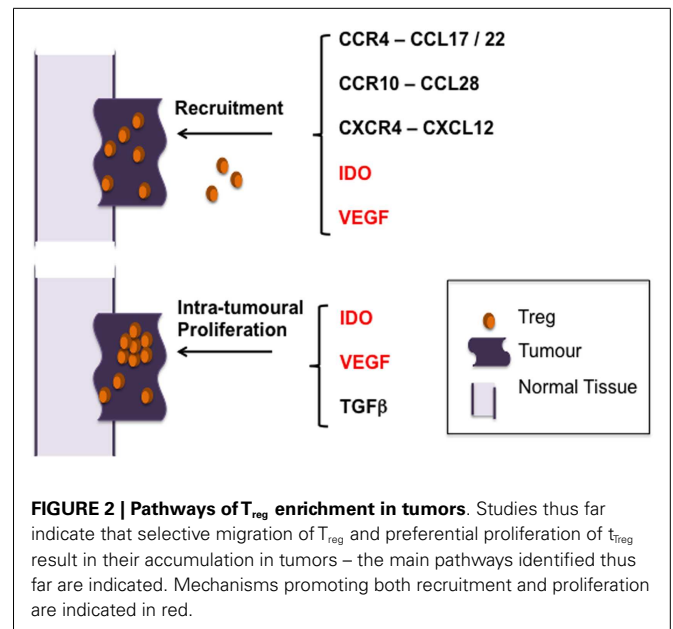 CCR4 – CCL17 / 22
CCR10 – CCL28
Recruitment
CXCR4 – CXCL12
IDO
VEGF
Intra-tumoural
Proliferation
IDO
VEGF
TGFβ
Treg
Tumour
Normal Tissue
FIGURE 2 | Pathways of Treg enrichment in tumors. Studies thus far
indicate that selective migration of Treg and preferential proliferation of tTreg
result in their accumulation in tumors – the main pathways identified thus
far are indicated. Mechanisms promoting both recruitment and proliferation
are indicated in red.